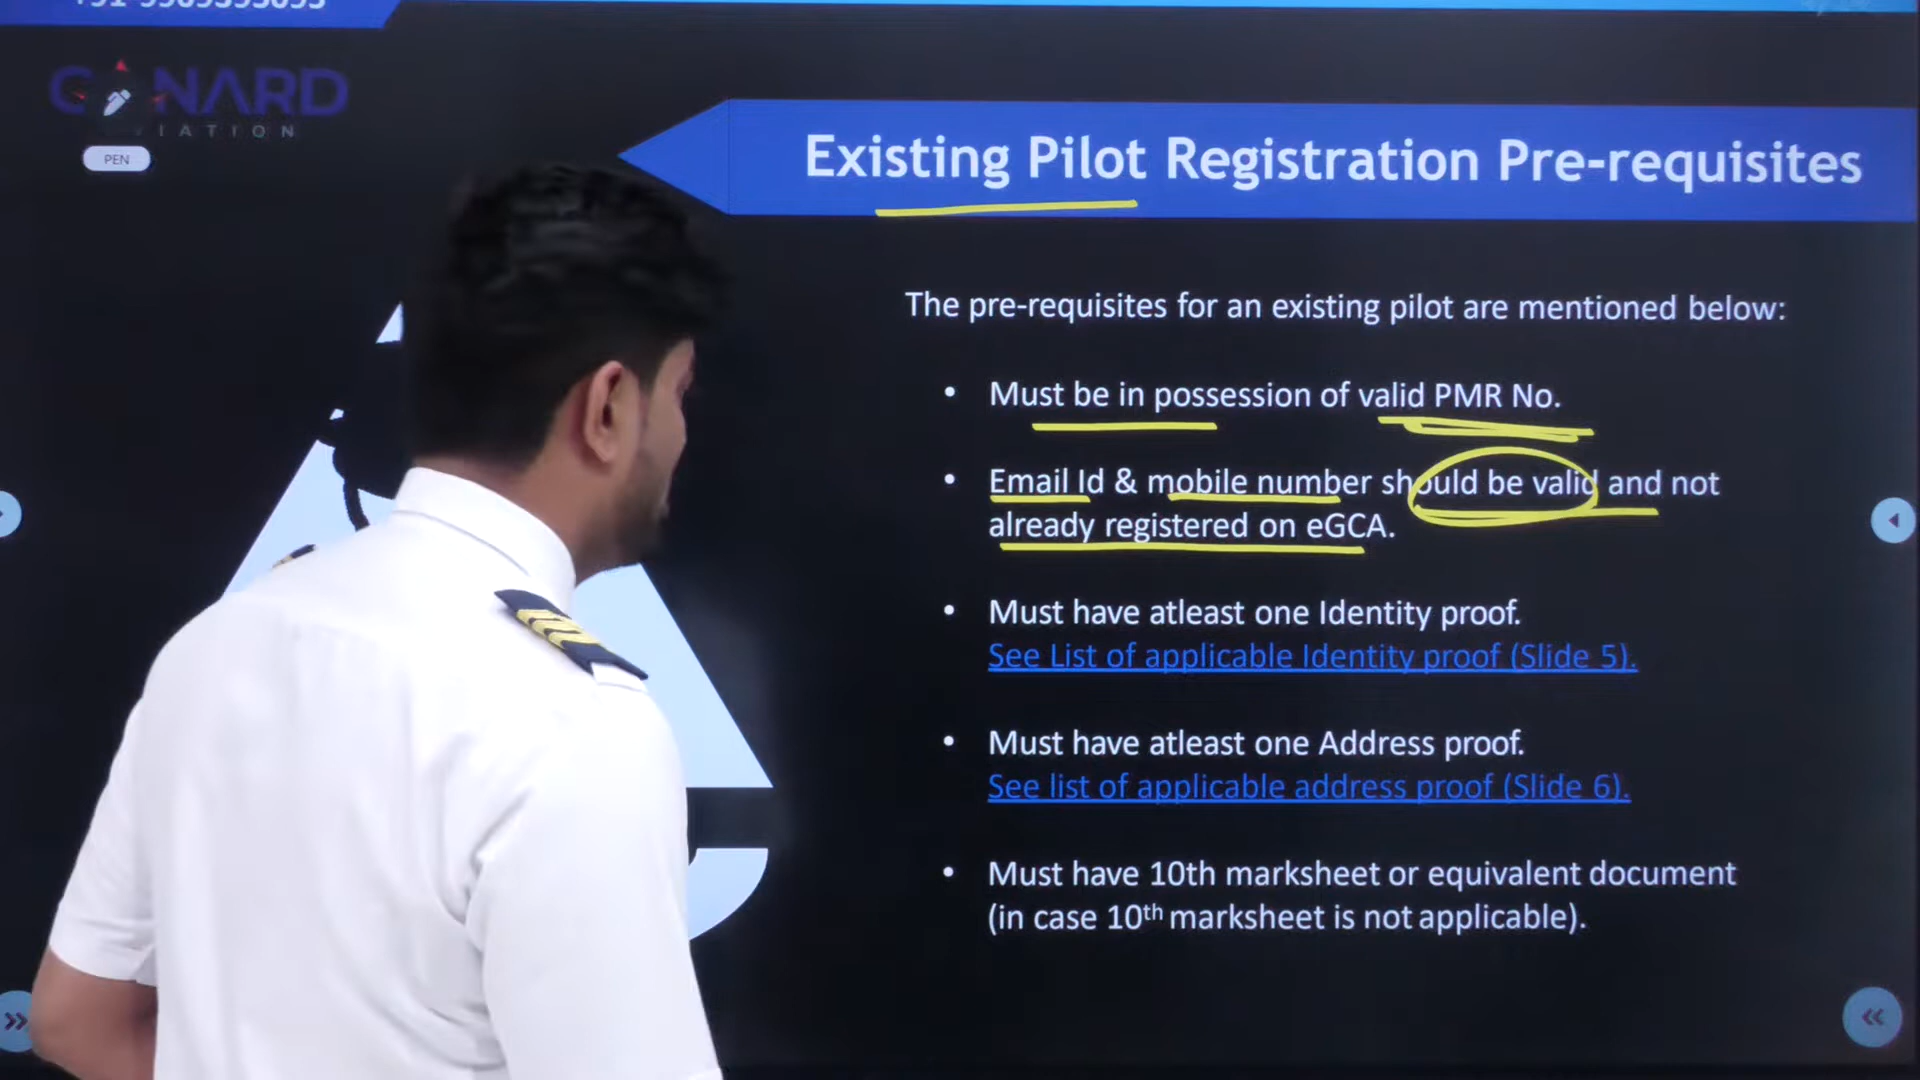 PEN
IATION
Existing Pilot Registration Pre-requisites
The pre-requisites for an existing pilot are mentioned below:
• Must be in possession of valid PMR No.
• Email Id & mobile number should be valid and not
already registered on eGCA.
• Must have atleast one Identity proof.
See List of applicable Identity proof (Slide 5).
• Must have atleast one Address proof.
See list of applicable address proof (Slide 6).
• Must have 10th marksheet or equivalent document
(in case 10th marksheet is not applicable).